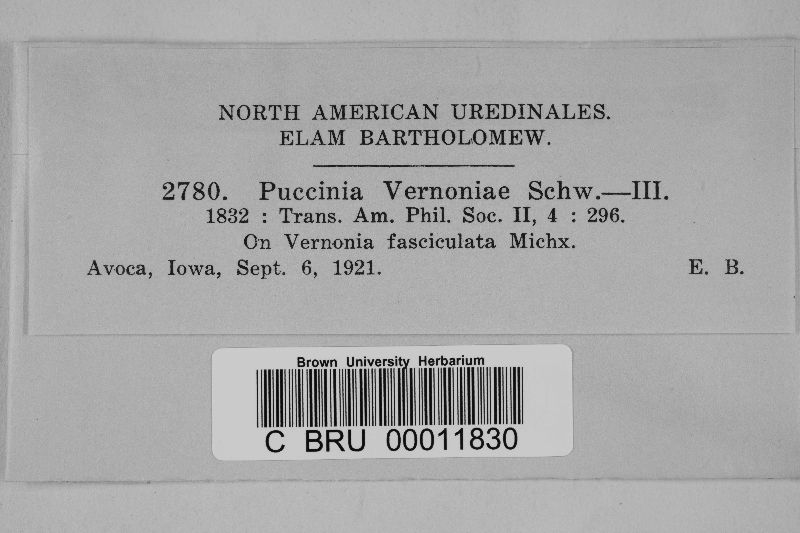 NORTH AMERICAN UREDINALES.
ELAM BARTHOLOMEW.
2780. Puccinia Vernoniae Schw.—III.
1832 : Trans. Am. Phil. Soc. II, 4 : 296.
On Vernonia fasciculata Michx.
Avoca, Iowa, Sept. 6, 1921. E. B.
Brown University Herbarium
C BRU 00011830